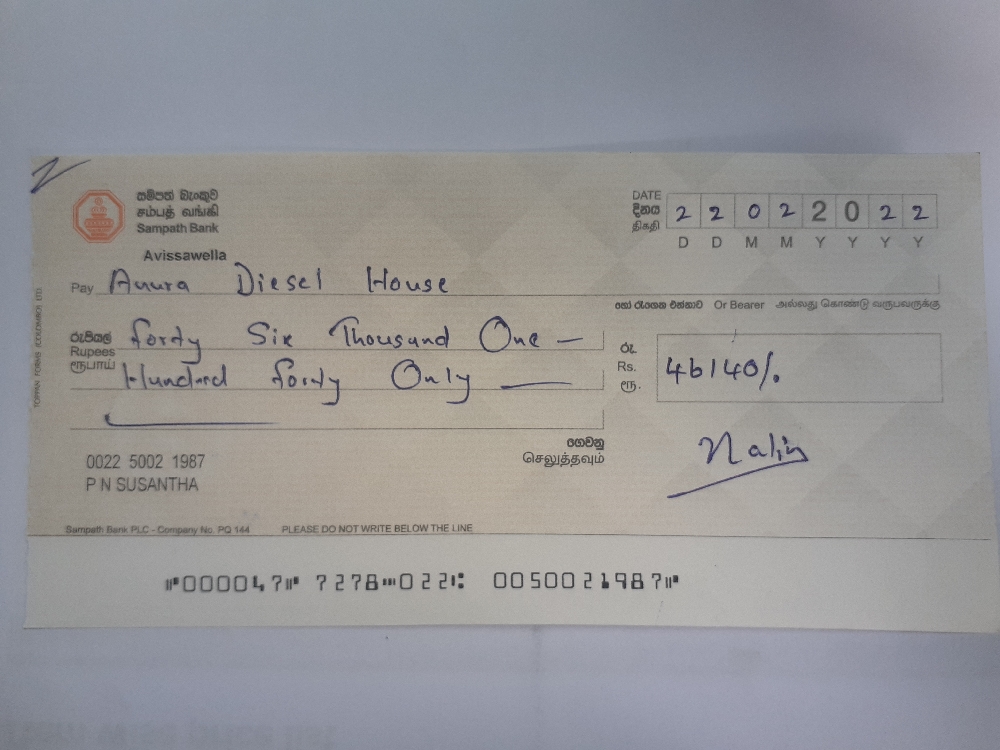 සම්පත් බැංකුව
சம்பத் வங்கி
Sampath Bank
Avissawella
DATE
දිනය
திகதி
2 2 0 2 2 0 2 2
D D M M Y Y Y Y
Pay Anura Diesel House
හෝ රැගෙන එන්නාට Or Bearer அல்லது கொண்டு வருபவருக்கு
රුපියල්
Rupees
ரூபாய்
forty Six Thousand One —
Hundred forty Only —
රු.
Rs.
ரூ.
46140/.
ගෙවනු
செலுத்தவும்
Nalin
0022 5002 1987
P N SUSANTHA
Sampath Bank PLC - Company No. PQ 144 PLEASE DO NOT WRITE BELOW THE LINE
⑈000047⑈ 7278⑉022⑆ 0050021987⑈